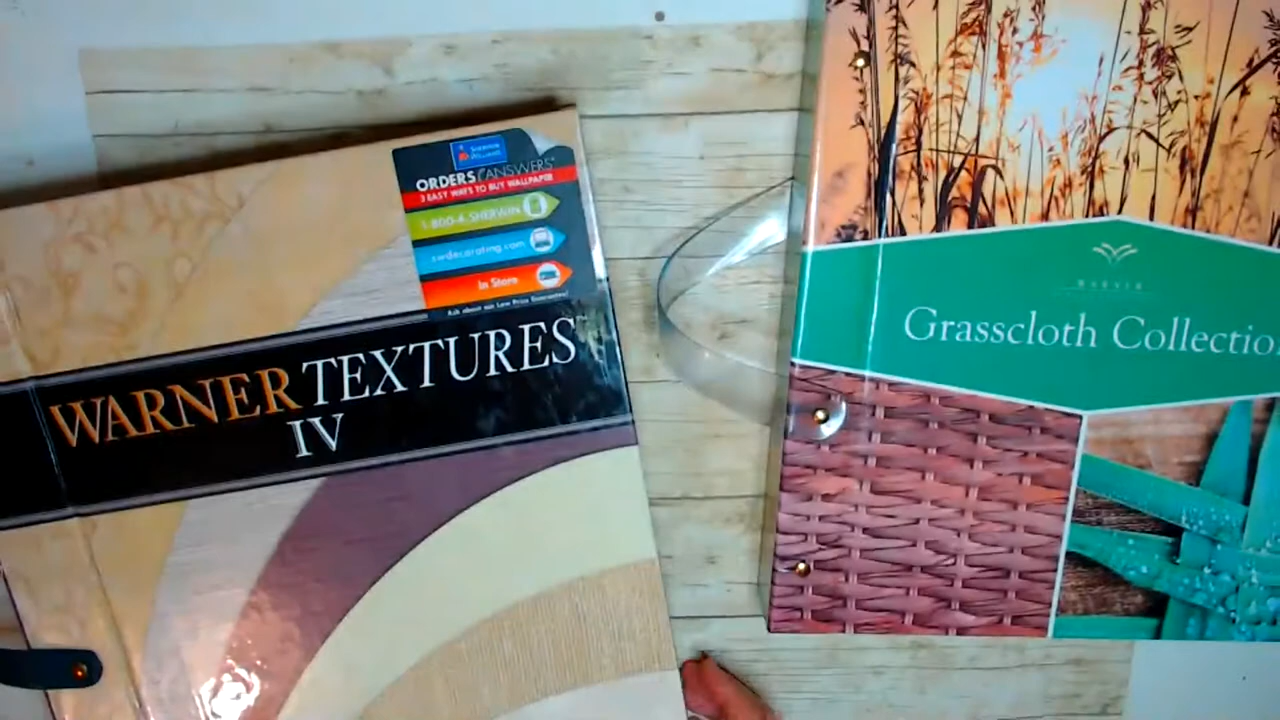 SHERWIN
WILLIAMS
ORDERS ANSWERS
3 EASY WAYS TO BUY WALLPAPER
1-800-4-SHERWIN
swdecorating.com
In Store
Ask about our Low Price Guarantee!
WARNER TEXTURES
IV
Grasscloth Collectio